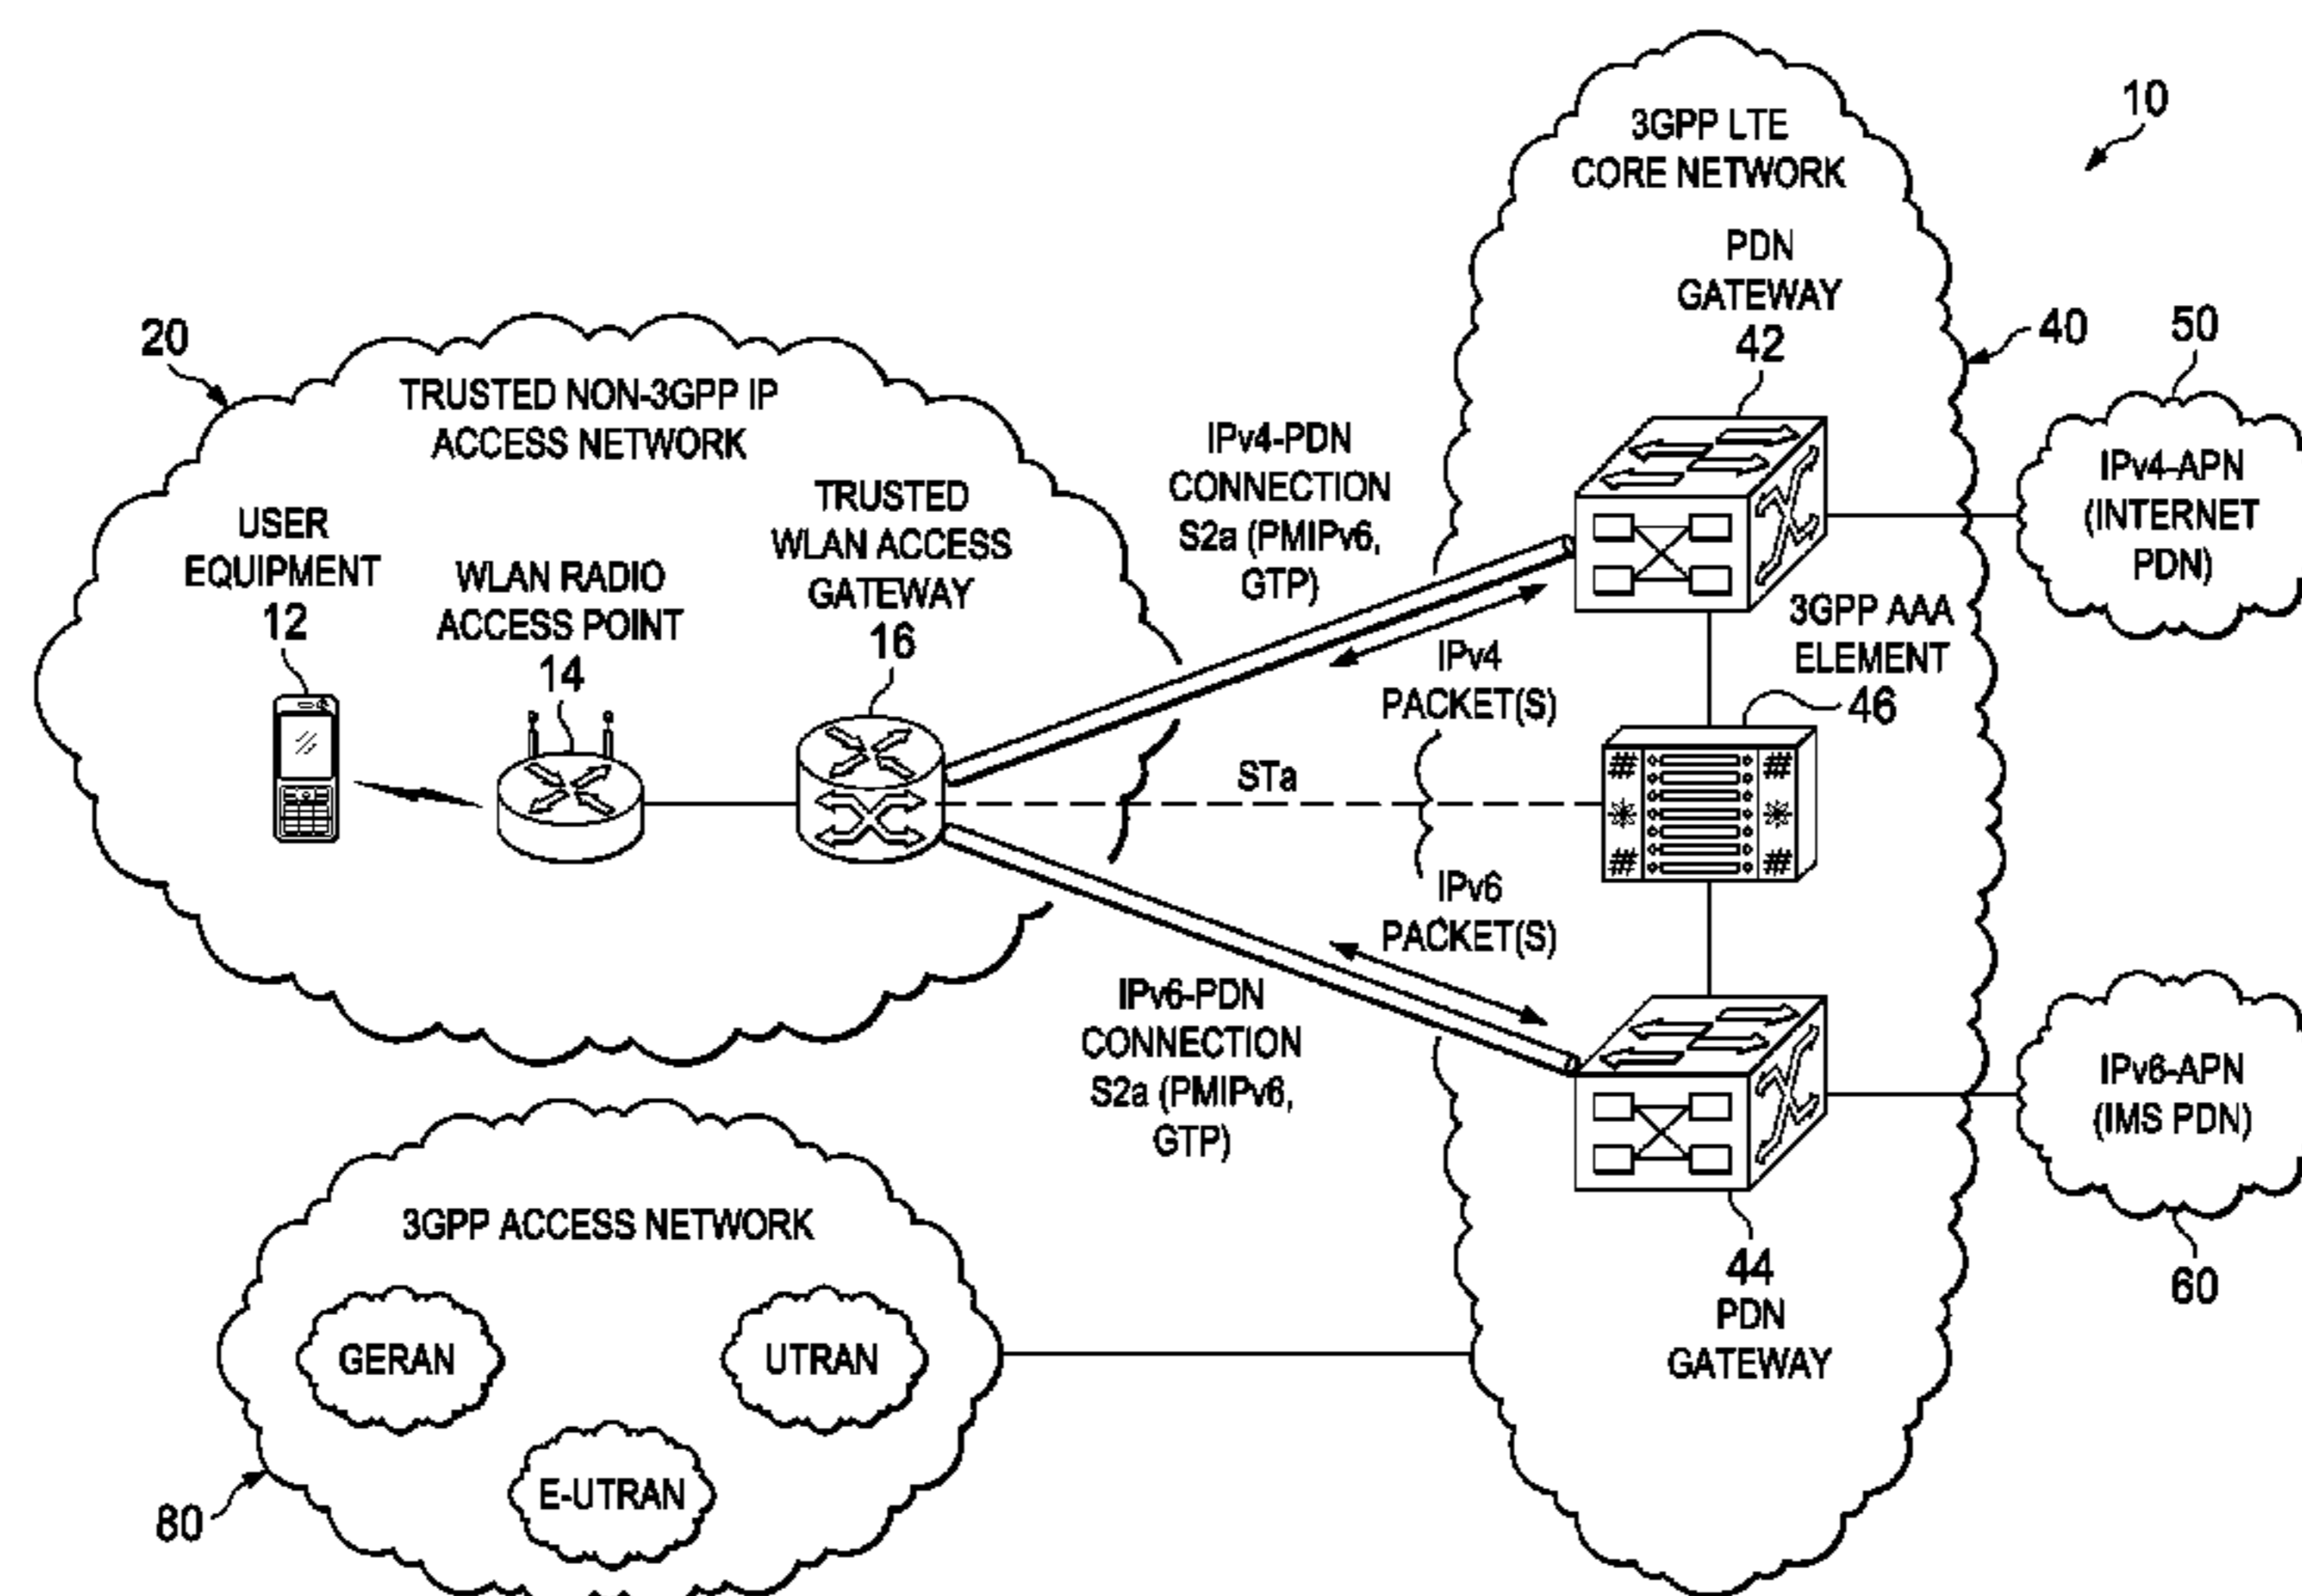 10
3GPP LTE
CORE NETWORK
PDN
GATEWAY
42
40
50
20
TRUSTED NON-3GPP IP
ACCESS NETWORK
USER
EQUIPMENT
12
WLAN RADIO
ACCESS POINT
14
TRUSTED
WLAN ACCESS
GATEWAY
16
IPv4-PDN
CONNECTION
S2a (PMIPv6,
GTP)
IPv4-APN
(INTERNET
PDN)
3GPP AAA
ELEMENT
46
IPv4
PACKET(S)
STa
IPv6
PACKET(S)
IPv6-PDN
CONNECTION
S2a (PMIPv6,
GTP)
IPv6-APN
(IMS PDN)
60
44
PDN
GATEWAY
3GPP ACCESS NETWORK
GERAN
UTRAN
E-UTRAN
80